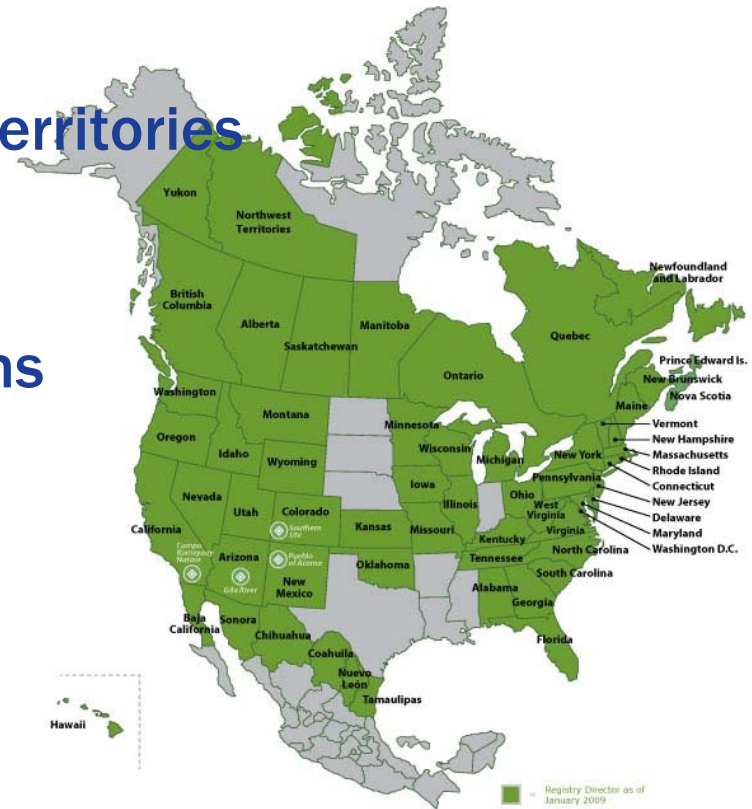 erritories
Yukon
Northwest
Territories
Newfoundland
and Labrador
British
Columbia
Alberta
Manitoba
Saskatchewan
Quebec
ns
Ontario
Prince Edward Is.
New Brunswick
Nova Scotia
Washington
Maine
Montana
Minnesota
Vermont
Oregon
Idaho
Wisconsin
New Hampshire
Michigan
New York
Massachusetts
Wyoming
Rhode Island
Pennsylvania
Connecticut
Iowa
Nevada
Ohio
New Jersey
Utah
Colorado
Illinois
West
Virginia
Delaware
California
Southern
Ute
Kansas
Missouri
Virginia
Maryland
Kentucky
Washington D.C.
Campo
Kumeyaay
Nation
Arizona
Pueblo
of Acoma
Oklahoma
Tennessee
North Carolina
Gila River
New
Mexico
South Carolina
Alabama
Georgia
Baja
California
Sonora
Chihuahua
Florida
Coahuila
Nuevo
León
Tamaulipas
Hawaii
= Registry Director as of
January 2009